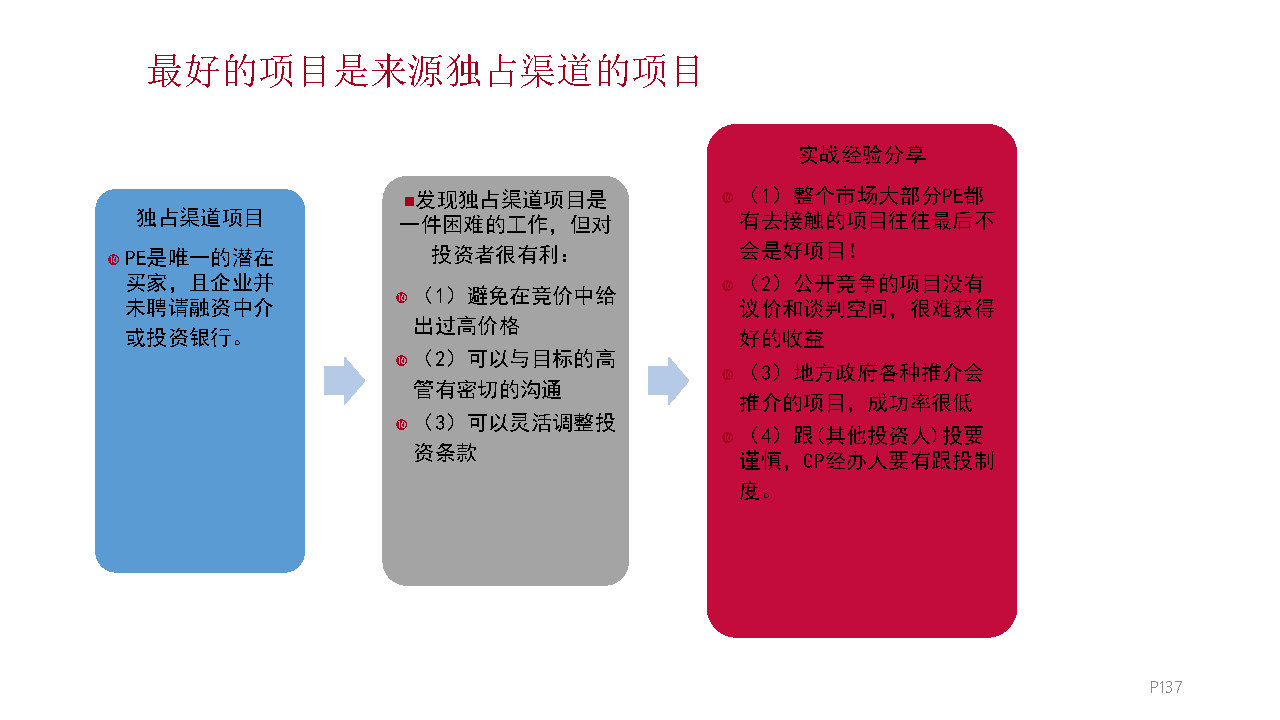 最好的项目是来源独占渠道的项目
独占渠道项目
PE是唯一的潜在
买家，且企业并
未聘请融资中介
或投资银行。
■发现独占渠道项目是
一件困难的工作，但对
投资者很有利：
（1）避免在竞价中给
出过高价格
（2）可以与目标的高
管有密切的沟通
（3）可以灵活调整投
资条款
实战经验分享
（1）整个市场大部分PE都
有去接触的项目往往最后不
会是好项目！
（2）公开竞争的项目没有
议价和谈判空间，很难获得
好的收益
（3）地方政府各种推介会
推介的项目，成功率很低
（4）跟(其他投资人)投要
谨慎，GP经办人要有跟投制
度。
P137